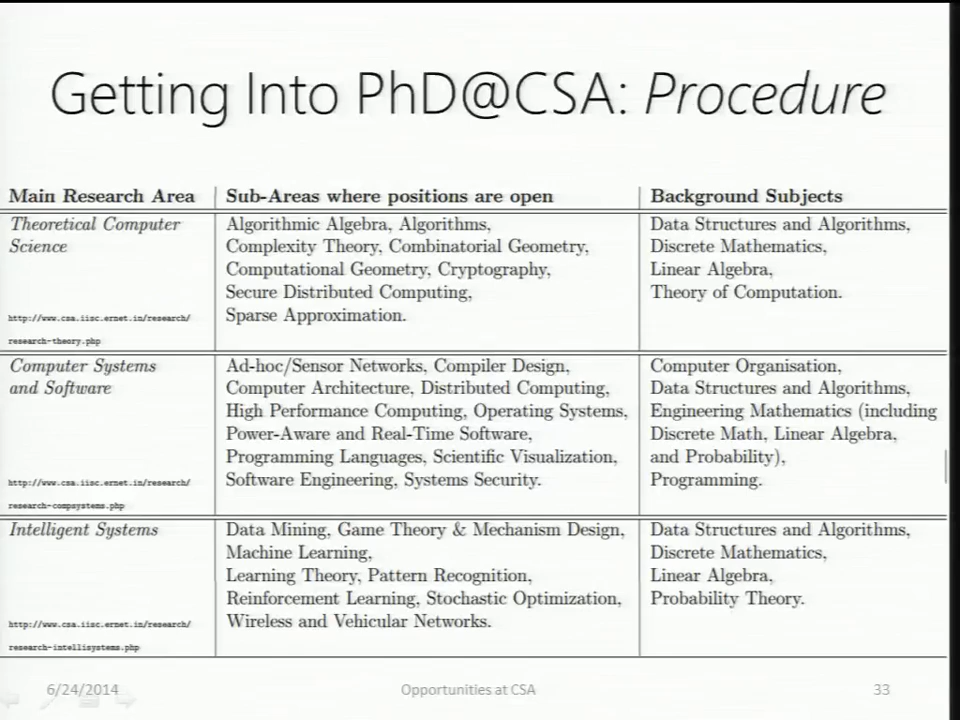 Getting Into PhD@CSA: Procedure
Main Research Area
Sub-Areas where positions are open
Background Subjects
Theoretical Computer
Science
http://www.csa.iisc.ernet.in/research/
research-theory.php
Algorithmic Algebra, Algorithms,
Complexity Theory, Combinatorial Geometry,
Computational Geometry, Cryptography,
Secure Distributed Computing,
Sparse Approximation.
Data Structures and Algorithms,
Discrete Mathematics,
Linear Algebra,
Theory of Computation.
Computer Systems
and Software
http://www.csa.iisc.ernet.in/research/
research-compsystems.php
Ad-hoc/Sensor Networks, Compiler Design,
Computer Architecture, Distributed Computing,
High Performance Computing, Operating Systems,
Power-Aware and Real-Time Software,
Programming Languages, Scientific Visualization,
Software Engineering, Systems Security.
Computer Organisation,
Data Structures and Algorithms,
Engineering Mathematics (including
Discrete Math, Linear Algebra,
and Probability),
Programming.
Intelligent Systems
http://www.csa.iisc.ernet.in/research/
research-intellisystems.php
Data Mining, Game Theory & Mechanism Design,
Machine Learning,
Learning Theory, Pattern Recognition,
Reinforcement Learning, Stochastic Optimization,
Wireless and Vehicular Networks.
Data Structures and Algorithms,
Discrete Mathematics,
Linear Algebra,
Probability Theory.
6/24/2014
Opportunities at CSA
33